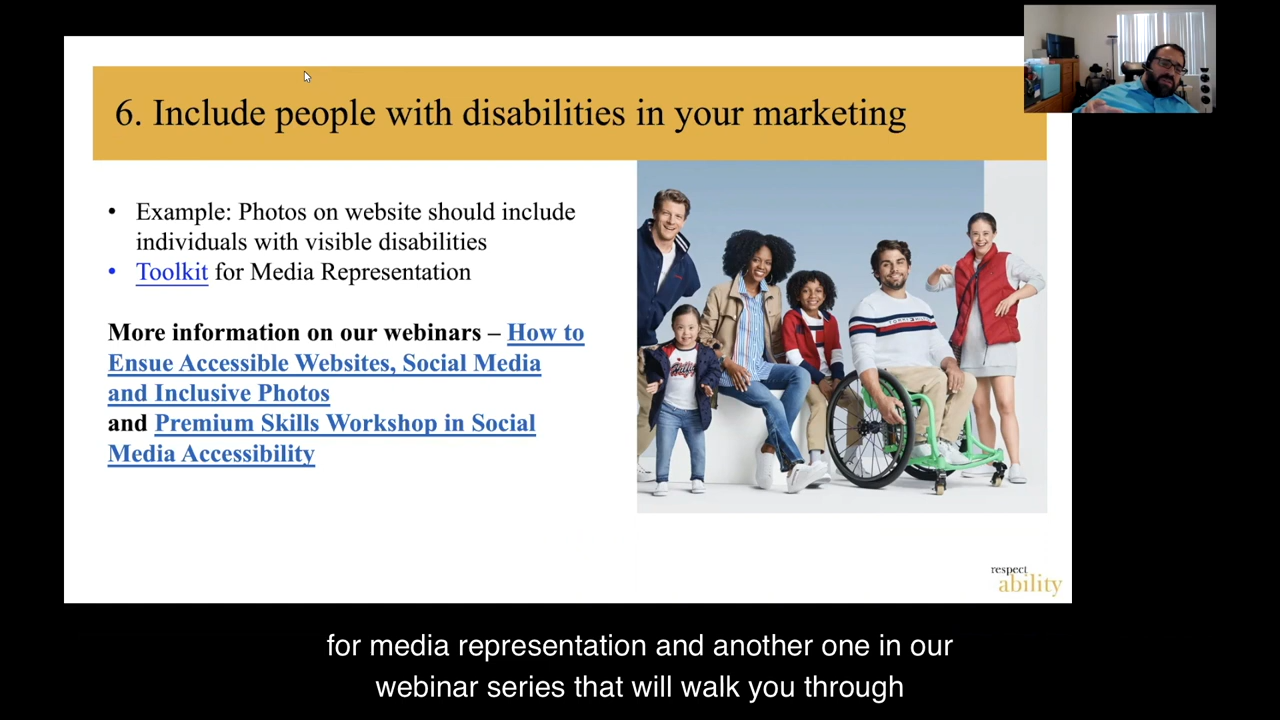 6. Include people with disabilities in your marketing
• Example: Photos on website should include
individuals with visible disabilities
• Toolkit for Media Representation
More information on our webinars – How to
Ensue Accessible Websites, Social Media
and Inclusive Photos
and Premium Skills Workshop in Social
Media Accessibility
respect
ability
for media representation and another one in our
webinar series that will walk you through